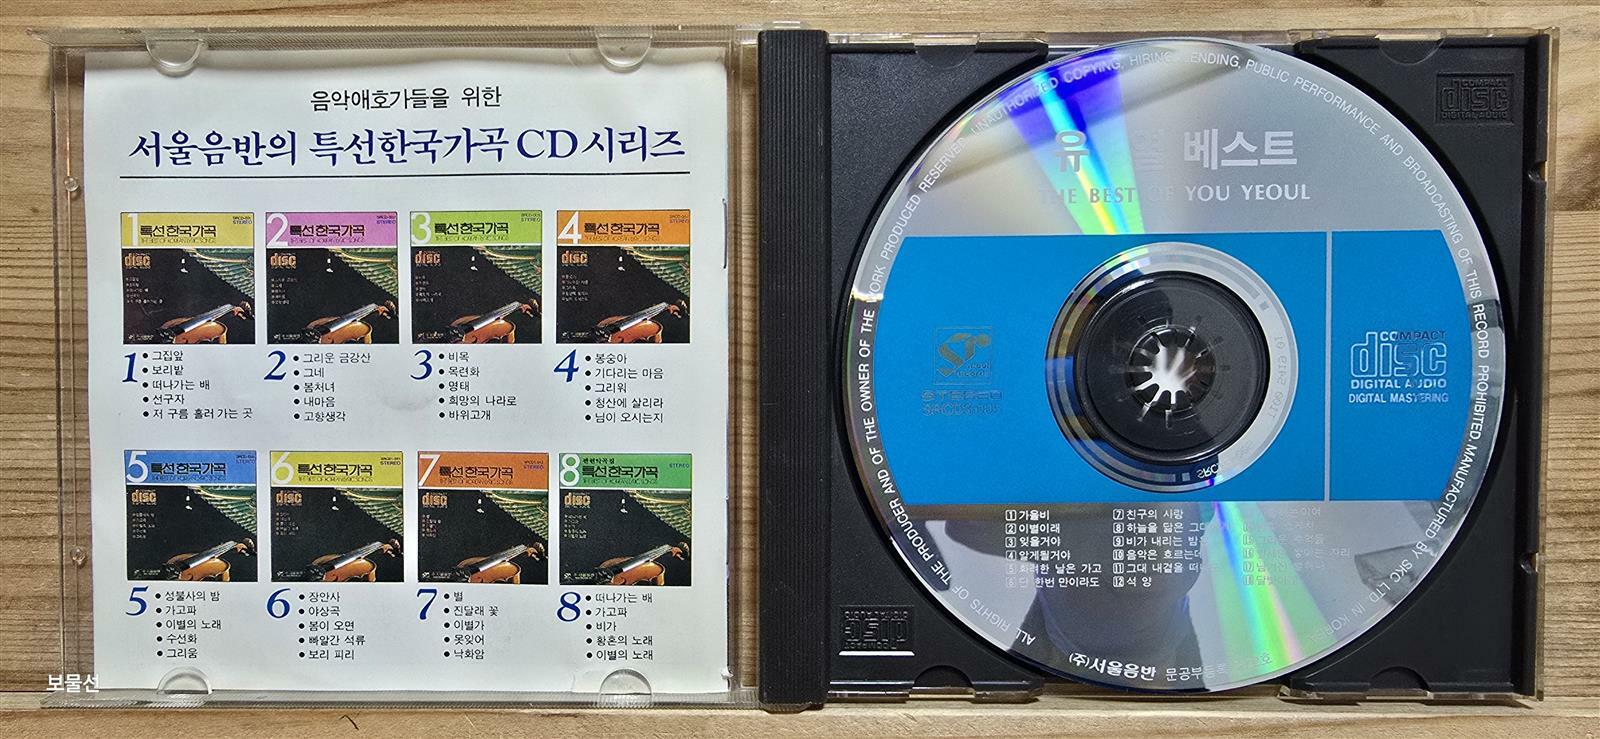 음악애호가들을 위한
서울음반의 특선한국가곡 CD 시리즈
1 특선한국가곡
2 특선한국가곡
3 특선한국가곡
4 특선한국가곡
1
• 그집앞
• 보리밭
• 떠나가는 배
• 선구자
• 저 구름 흘러 가는 곳
2
• 그리운 금강산
• 그네
• 봄처녀
• 내마음
• 고향생각
3
• 비목
• 목련화
• 명태
• 희망의 나라로
• 바위고개
4
• 봉숭아
• 기다리는 마음
• 그리워
• 청산에 살리라
• 님이 오시는지
5 특선한국가곡
6 특선한국가곡
7 특선한국가곡
8 특선한국가곡
5
• 성불사의 밤
• 가고파
• 이별의 노래
• 수선화
• 그리움
6
• 장안사
• 야상곡
• 봄이 오면
• 빠알간 석류
• 보리 피리
7
• 별
• 진달래 꽃
• 이별가
• 못잊어
• 낙화암
8
• 떠나가는 배
• 가고파
• 비가
• 황혼의 노래
• 이별의 노래
보물선
유 베스트
THE BEST OF YOU YEOUL
STEREO
COMPACT
disc
DIGITAL AUDIO
DIGITAL MASTERING
1 가을비
2 이별이래
3 잊을거야
4 알게될거야
5 화려한 날은 가고
6 단 한번 만이라도
7 친구의 사랑
8 하늘을 닮은 그대
9 비가 내리는 밤
10 음악은 흐르는데
11 그대 내곁을
12 석 양
ALL RIGHTS OF THE PRODUCER AND OF THE OWNER OF THE WORK PRODUCED RESERVED UNAUTHORIZED COPYING, HIRING, LENDING, PUBLIC PERFORMANCE AND BROADCASTING OF THIS RECORD PROHIBITED. MANUFACTURED BY SKC LTD IN KOREA
(주)서울음반 문공부등록
COMPACT
disc
DIGITAL AUDIO